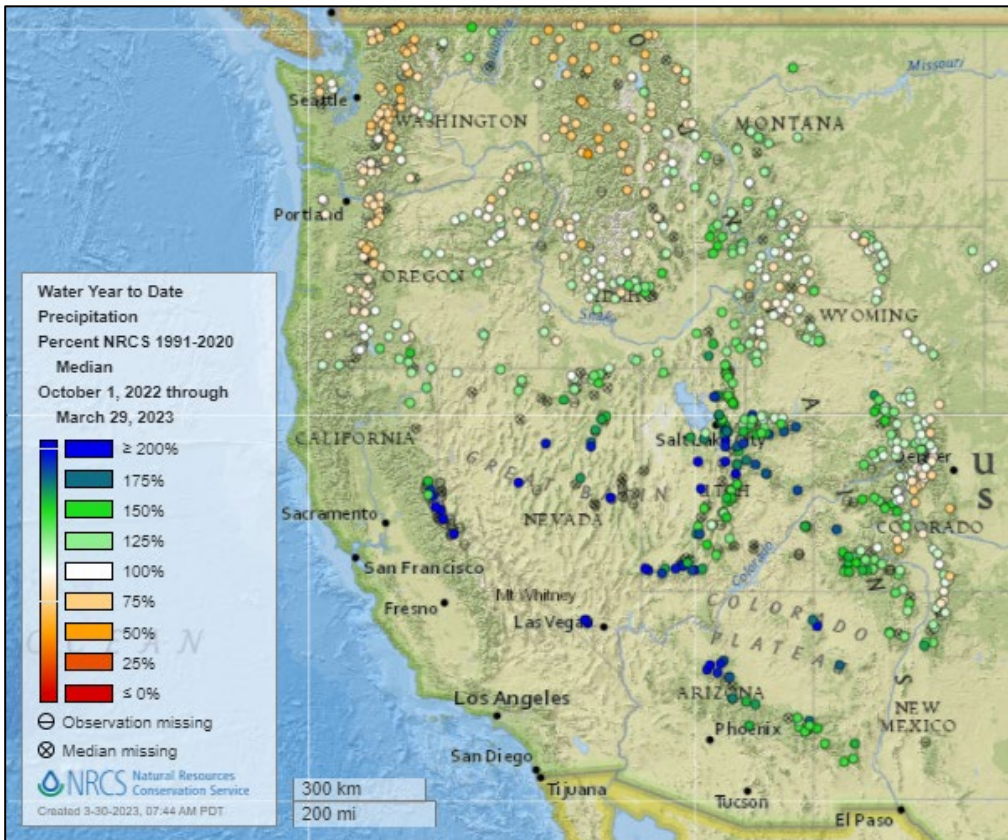 Missouri
Seattle
WASHINGTON
MONTANA
Portland
OREGON
Snake
WYOMING
CALIFORNIA
Salt Lake City
GREAT BASIN
Denver
U
S
UTAH
NEVADA
COLORADO
Sacramento
San Francisco
Colorado
Mt Whitney
Fresno
COLORADO
PLATEAU
Las Vegas
OCEAN
ARIZONA
Los Angeles
NEW
MEXICO
Phoenix
San Diego
Tijuana
Tucson
El Paso
Water Year to Date
Precipitation
Percent NRCS 1991-2020
Median
October 1, 2022 through
March 29, 2023
≥ 200%
175%
150%
125%
100%
75%
50%
25%
≤ 0%
Observation missing
Median missing
NRCS Natural Resources
Conservation Service
Created 3-30-2023, 07:44 AM PDT
300 km
200 mi